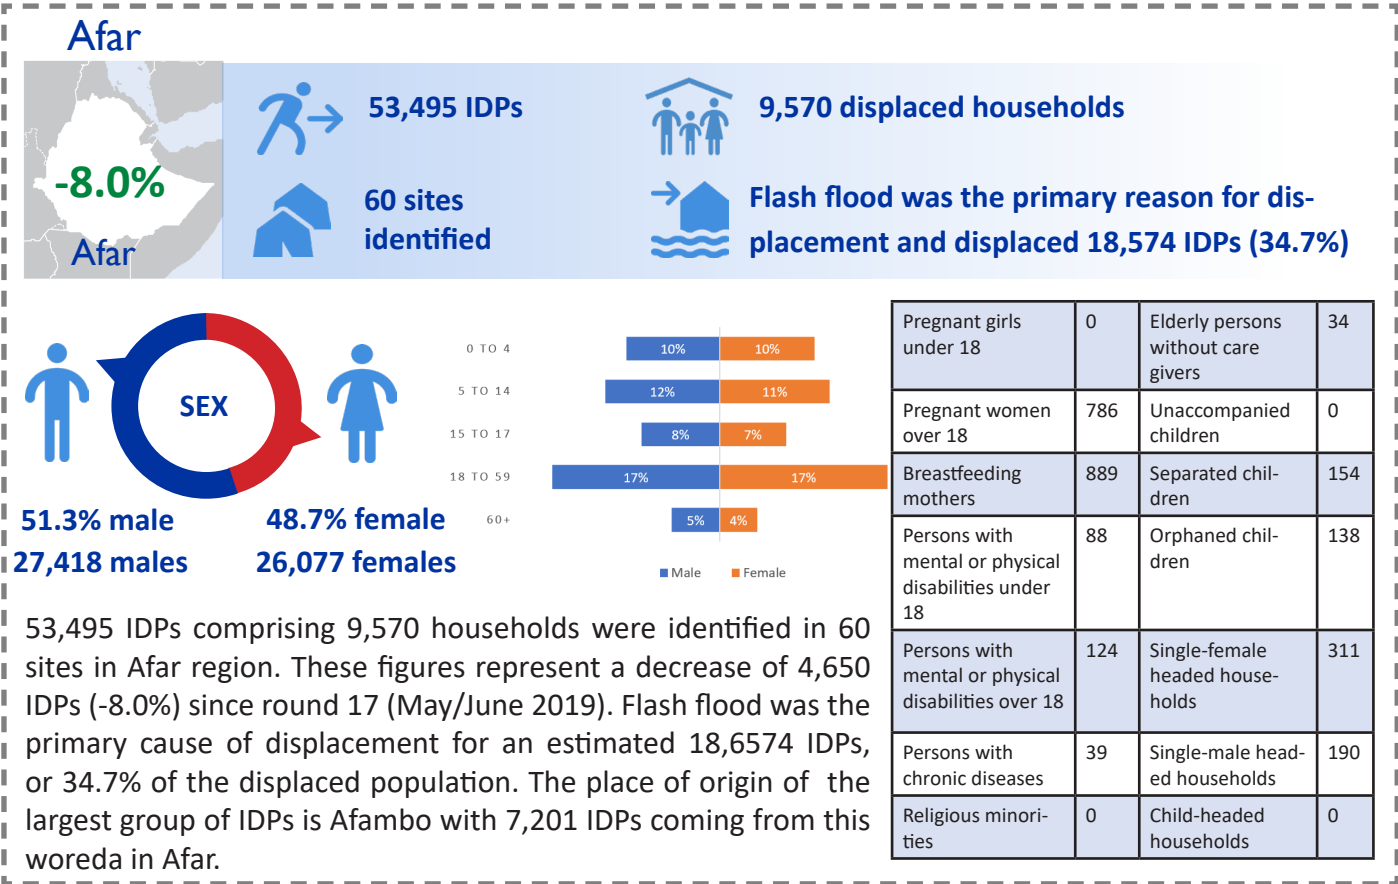 Afar
-8.0%
Afar
53,495 IDPs
9,570 displaced households
60 sites
identified
Flash flood was the primary reason for dis-
placement and displaced 18,574 IDPs (34.7%)
SEX
51.3% male
27,418 males
48.7% female
26,077 females
0 TO 4
10%
10%
5 TO 14
12%
11%
15 TO 17
8%
7%
18 TO 59
17%
17%
60+
5%
4%
Male
Female
Pregnant girls
under 18
0
Elderly persons
without care
givers
34
Pregnant women
over 18
786
Unaccompanied
children
0
Breastfeeding
mothers
889
Separated chil-
dren
154
Persons with
mental or physical
disabilities under
18
88
Orphaned chil-
dren
138
Persons with
mental or physical
disabilities over 18
124
Single-female
headed house-
holds
311
Persons with
chronic diseases
39
Single-male head-
ed households
190
Religious minori-
ties
0
Child-headed
households
0
53,495 IDPs comprising 9,570 households were identified in 60
sites in Afar region. These figures represent a decrease of 4,650
IDPs (-8.0%) since round 17 (May/June 2019). Flash flood was the
primary cause of displacement for an estimated 18,6574 IDPs,
or 34.7% of the displaced population. The place of origin of the
largest group of IDPs is Afambo with 7,201 IDPs coming from this
woreda in Afar.